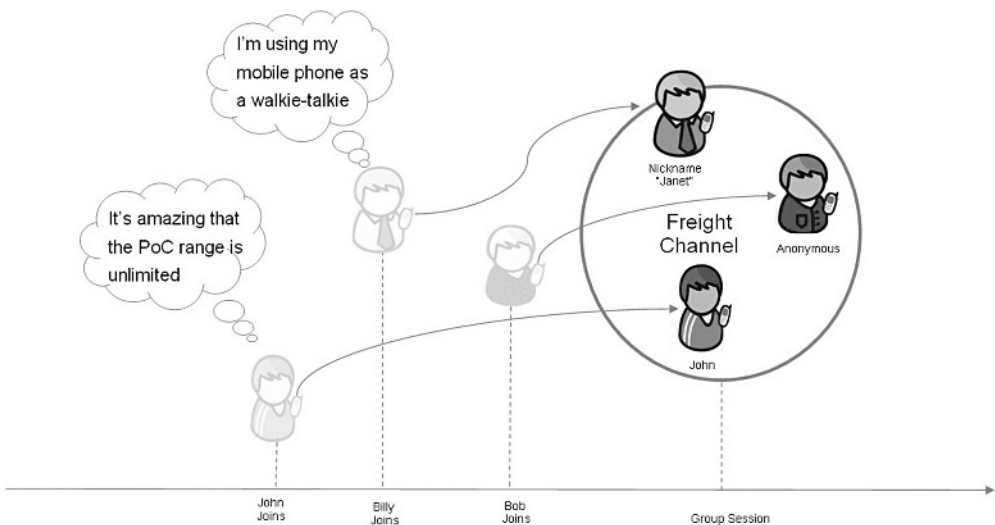 I'm using my
mobile phone as
a walkie-talkie
It's amazing that
the PoC range is
unlimited
Nickname
"Janet"
Freight
Channel
Anonymous
John
John
Joins
Billy
Joins
Bob
Joins
Group Session